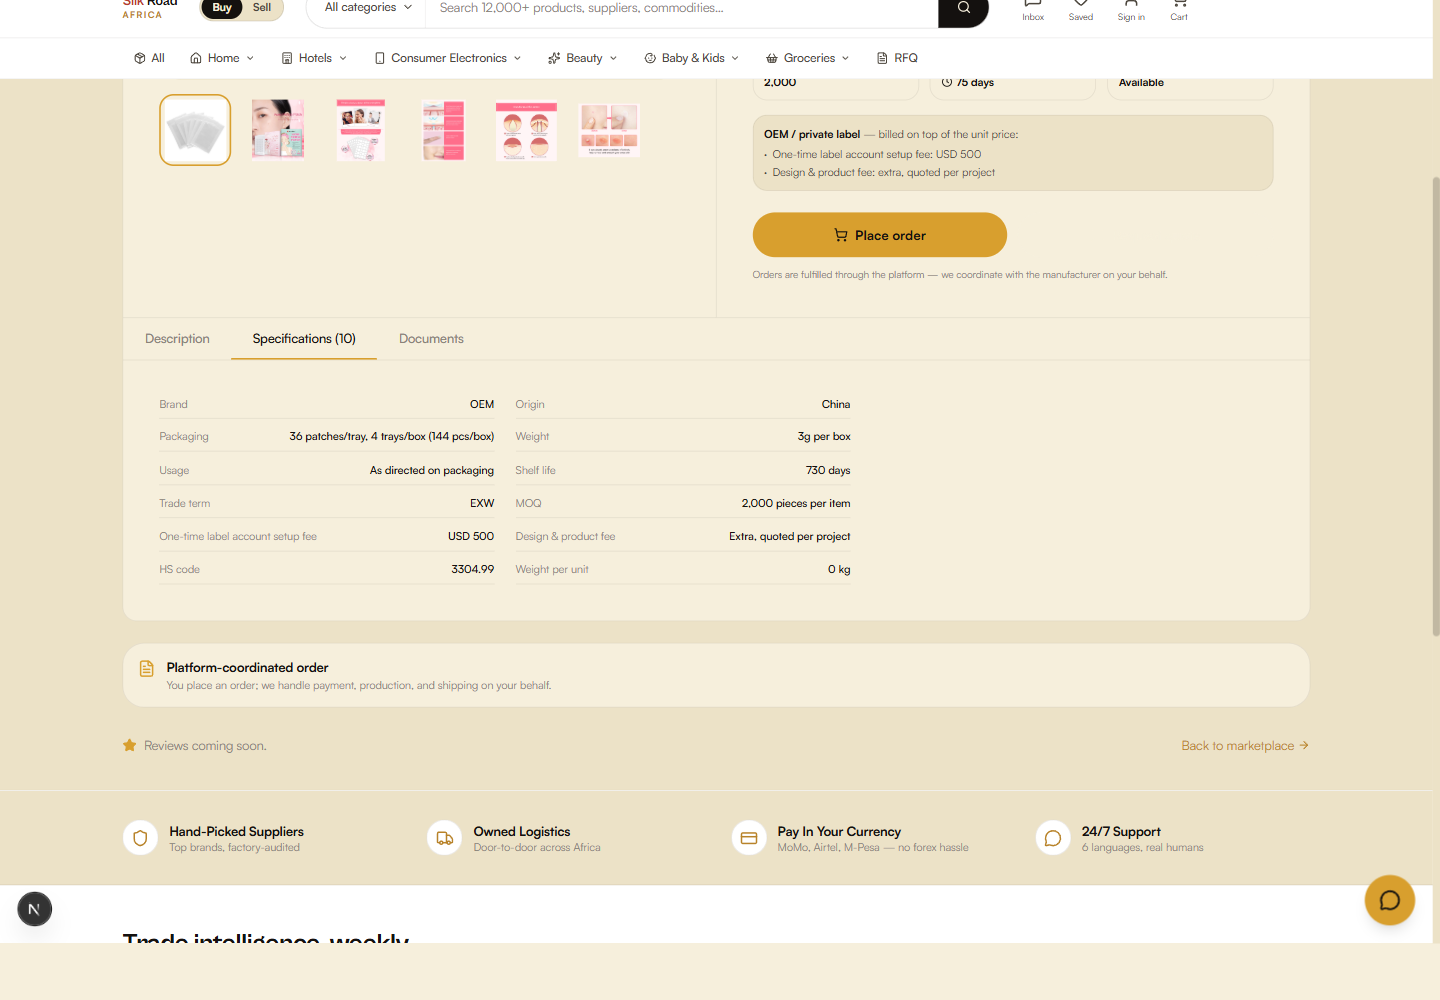 Silk Road
AFRICA
Buy Sell
All categories
Search 12,000+ products, suppliers, commodities...
Inbox Saved Sign in Cart
All Home Hotels Consumer Electronics Beauty Baby & Kids Groceries RFQ
2,000 75 days Available
OEM / private label — billed on top of the unit price:
· One-time label account setup fee: USD 500
· Design & product fee: extra, quoted per project
Place order
Orders are fulfilled through the platform — we coordinate with the manufacturer on your behalf.
Description Specifications (10) Documents
Brand OEM Origin China
Packaging 36 patches/tray, 4 trays/box (144 pcs/box) Weight 3g per box
Usage As directed on packaging Shelf life 730 days
Trade term EXW MOQ 2,000 pieces per item
One-time label account setup fee USD 500 Design & product fee Extra, quoted per project
HS code 3304.99 Weight per unit 0 kg
Platform-coordinated order
You place an order; we handle payment, production, and shipping on your behalf.
Reviews coming soon. Back to marketplace →
Hand-Picked Suppliers
Top brands, factory-audited
Owned Logistics
Door-to-door across Africa
Pay In Your Currency
MoMo, Airtel, M-Pesa — no forex hassle
24/7 Support
6 languages, real humans
N
Trade intelligence, weekly